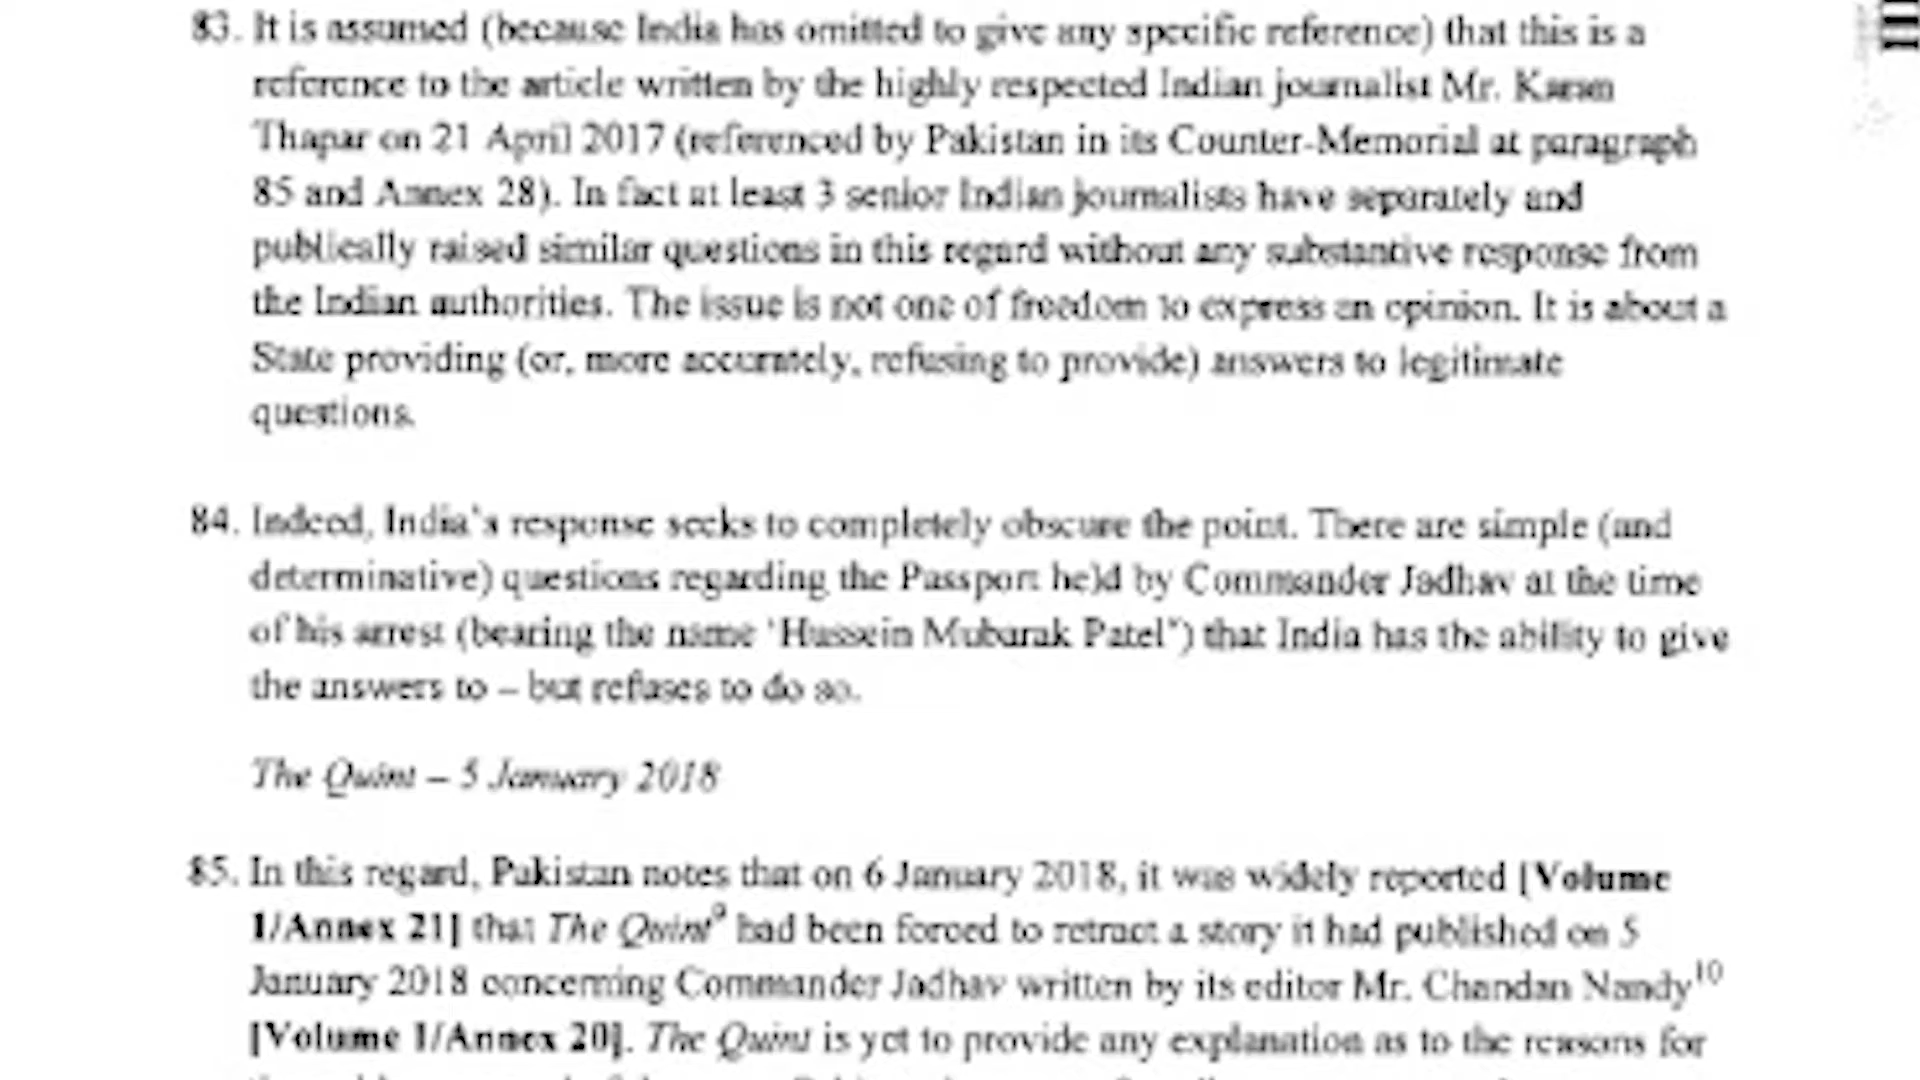 83. It is assumed (because India has omitted to give any specific reference) that this is a
reference to the article written by the highly respected Indian journalist Mr. Karan
Thapar on 21 April 2017 (referenced by Pakistan in its Counter-Memorial at paragraph
85 and Annex 28). In fact at least 3 senior Indian journalists have separately and
publically raised similar questions in this regard without any substantive response from
the Indian authorities. The issue is not one of freedom to express an opinion. It is about a
State providing (or, more accurately, refusing to provide) answers to legitimate
questions.
84. Indeed, India's response seeks to completely obscure the point. There are simple (and
determinative) questions regarding the Passport held by Commander Jadhav at the time
of his arrest (bearing the name 'Hussein Mubarak Patel') that India has the ability to give
the answers to – but refuses to do so.
The Quint – 5 January 2018
85. In this regard, Pakistan notes that on 6 January 2018, it was widely reported [Volume
1/Annex 21] that The Quint9 had been forced to retract a story it had published on 5
January 2018 concerning Commander Jadhav written by its editor Mr. Chandan Nandy10
[Volume 1/Annex 20]. The Quint is yet to provide any explanation as to the reasons for